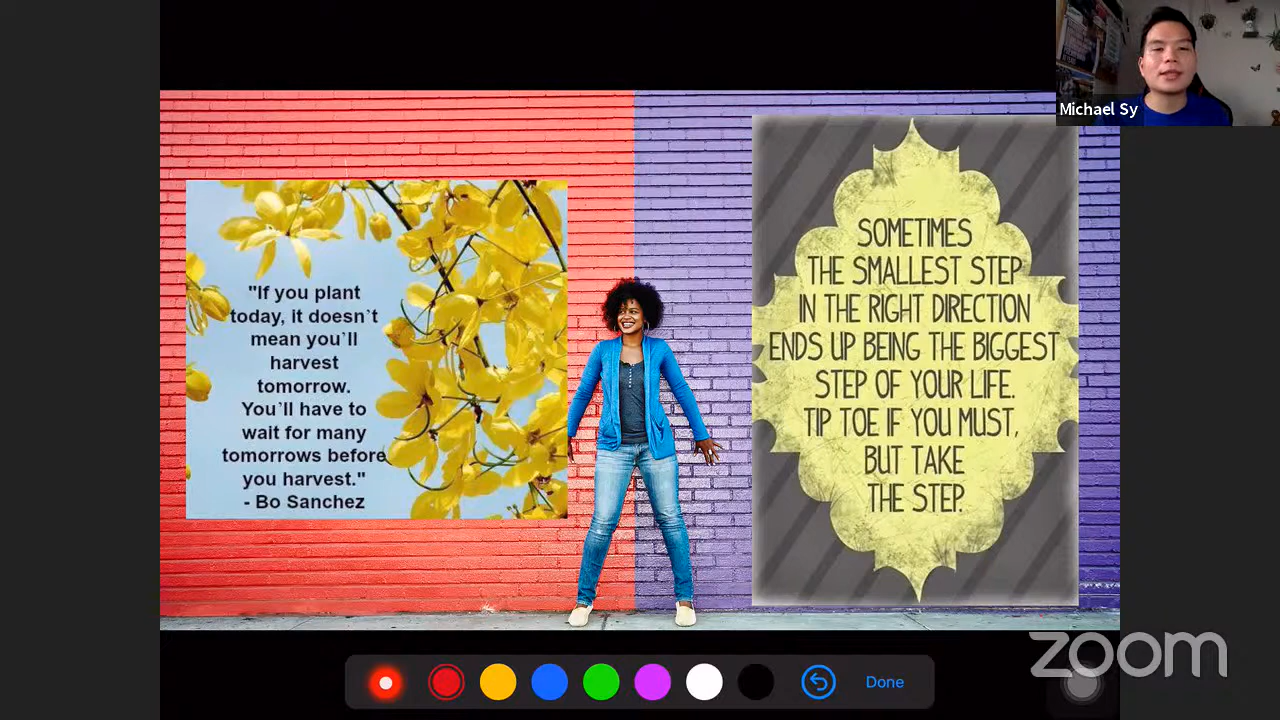 Michael Sy
"If you plant
today, it doesn't
mean you'll
harvest
tomorrow.
You'll have to
wait for many
tomorrows before
you harvest."
- Bo Sanchez
SOMETIMES
THE SMALLEST STEP
IN THE RIGHT DIRECTION
ENDS UP BEING THE BIGGEST
STEP OF YOUR LIFE.
TIP TOE IF YOU MUST,
BUT TAKE
THE STEP.
Done
zoom